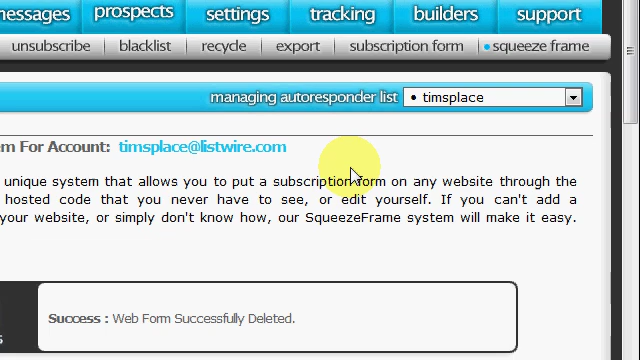 messages prospects settings tracking builders support
unsubscribe blacklist recycle export subscription form squeeze frame
managing autoresponder list • timsplace
em For Account: timsplace@listwire.com
unique system that allows you to put a subscription form on any website through the
hosted code that you never have to see, or edit yourself. If you can't add a
your website, or simply don't know how, our SqueezeFrame system will make it easy.
Success : Web Form Successfully Deleted.
s